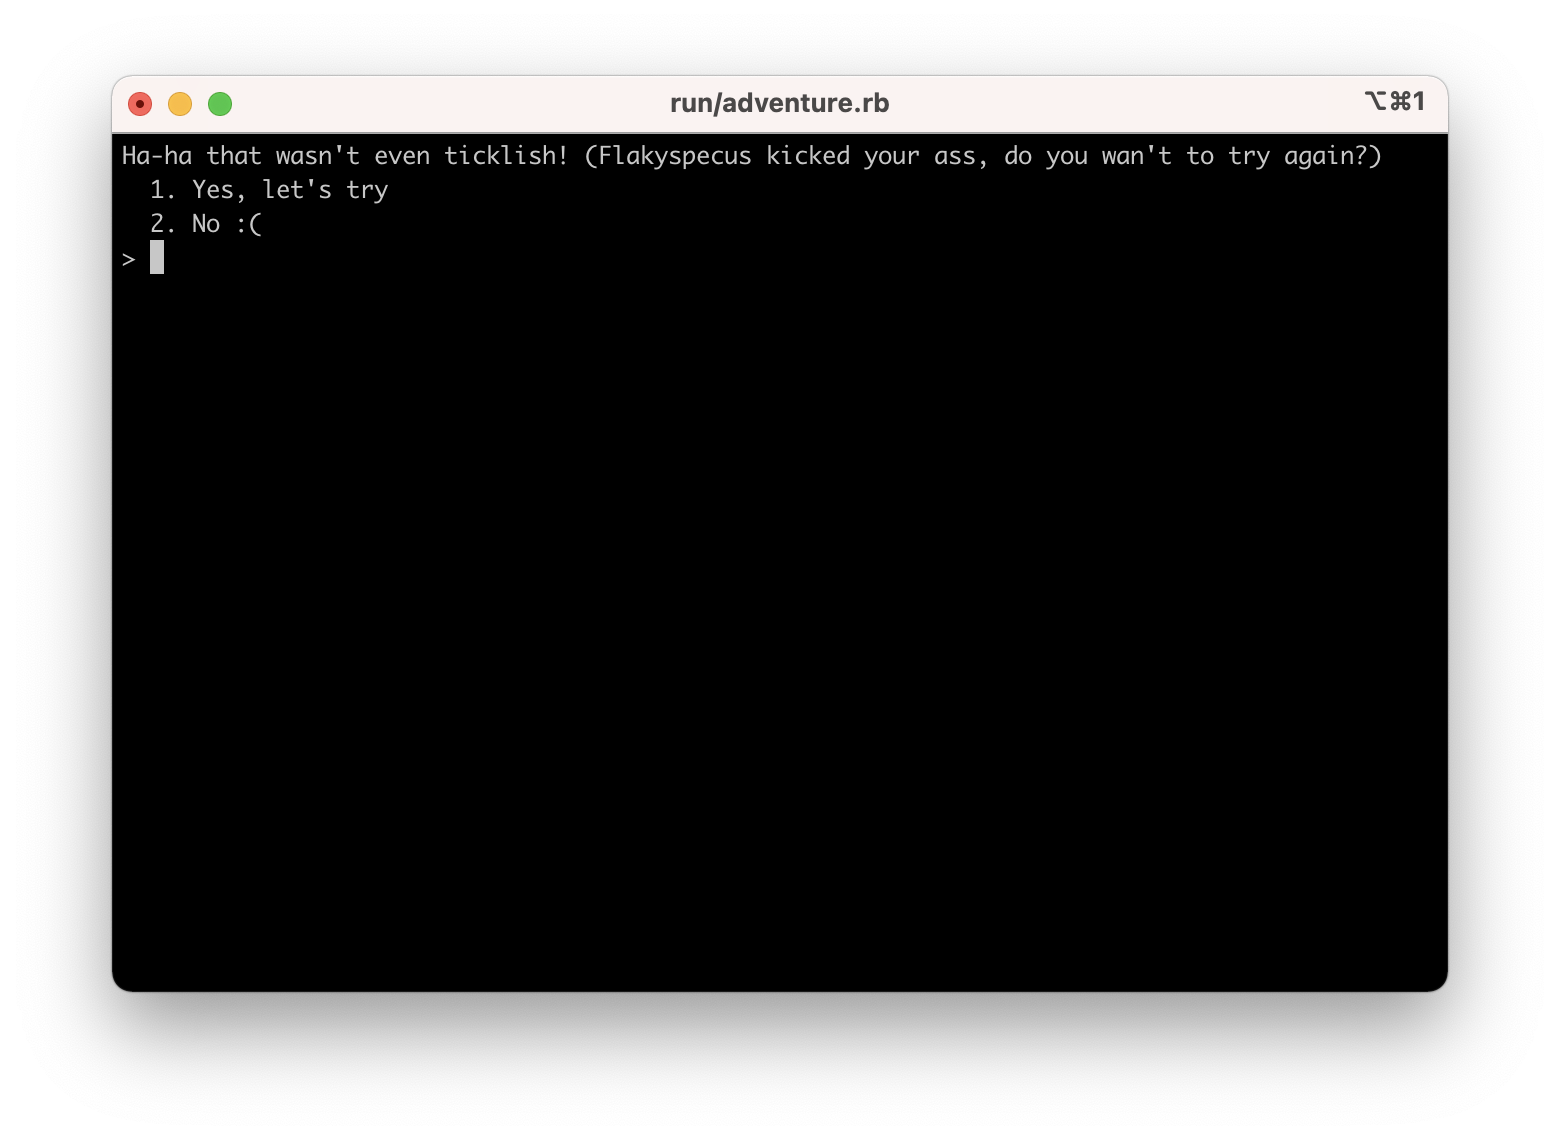 run/adventure.rb
⌥⌘1
Ha-ha that wasn't even ticklish! (Flakyspecus kicked your ass, do you wan't to try again?)
1. Yes, let's try
2. No :(
>